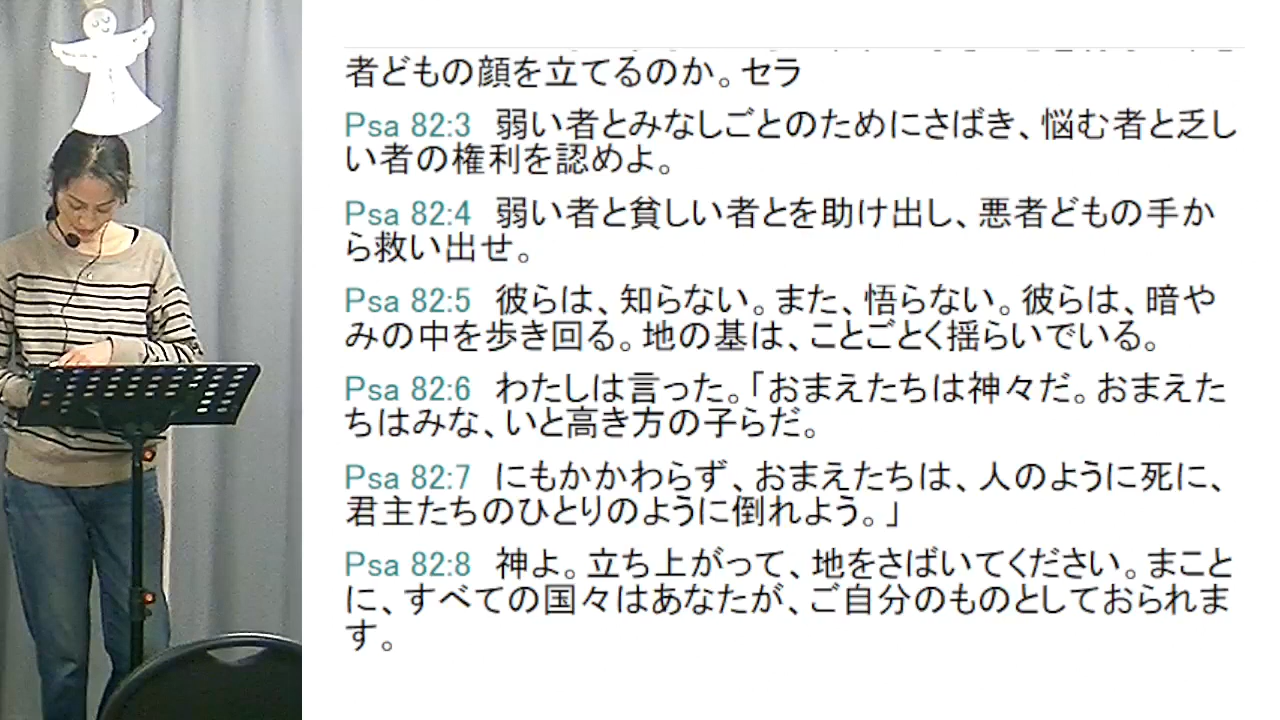 者どもの顔を立てるのか。セラ
Psa 82:3 弱い者とみなしごとのためにさばき、悩む者と乏し
い者の権利を認めよ。
Psa 82:4 弱い者と貧しい者とを助け出し、悪者どもの手か
ら救い出せ。
Psa 82:5 彼らは、知らない。また、悟らない。彼らは、暗や
みの中を歩き回る。地の基は、ことごとく揺らいでいる。
Psa 82:6 わたしは言った。「おまえたちは神々だ。おまえた
ちはみな、いと高き方の子らだ。
Psa 82:7 にもかかわらず、おまえたちは、人のように死に、
君主たちのひとりのように倒れよう。」
Psa 82:8 神よ。立ち上がって、地をさばいてください。まこと
に、すべての国々はあなたが、ご自分のものとしておられま
す。